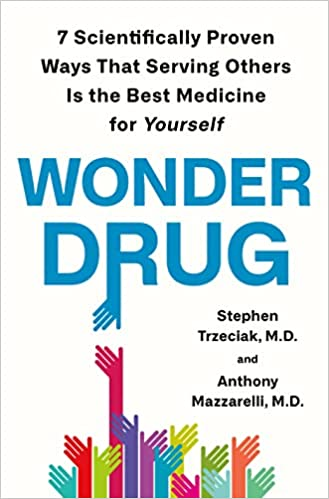 7 Scientifically Proven
Ways That Serving Others
Is the Best Medicine
for Yourself
WONDER
DRUG
Stephen
Trzeciak, M.D.
and
Anthony
Mazzarelli, M.D.